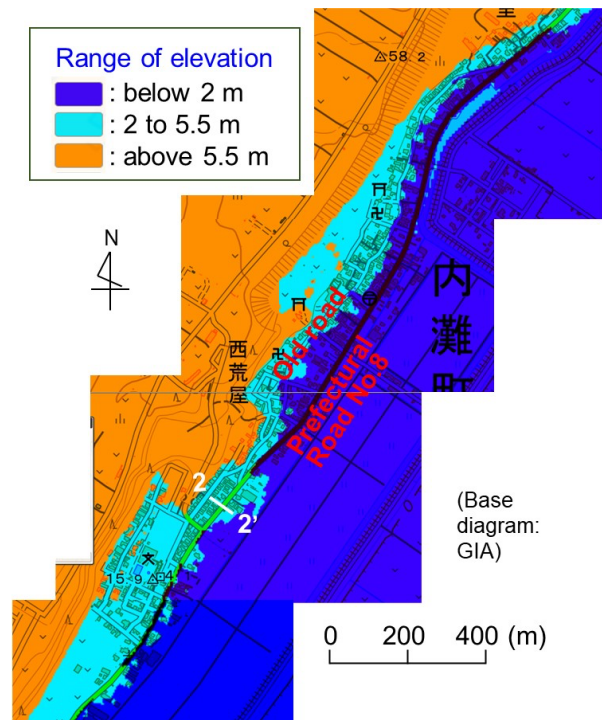 Range of elevation
: below 2 m
: 2 to 5.5 m
: above 5.5 m
58.2
N
内灘町
西荒屋
Old road
Prefectural
Road No.8
2
2'
15.9
(Base
diagram:
GIA)
0 200 400 (m)